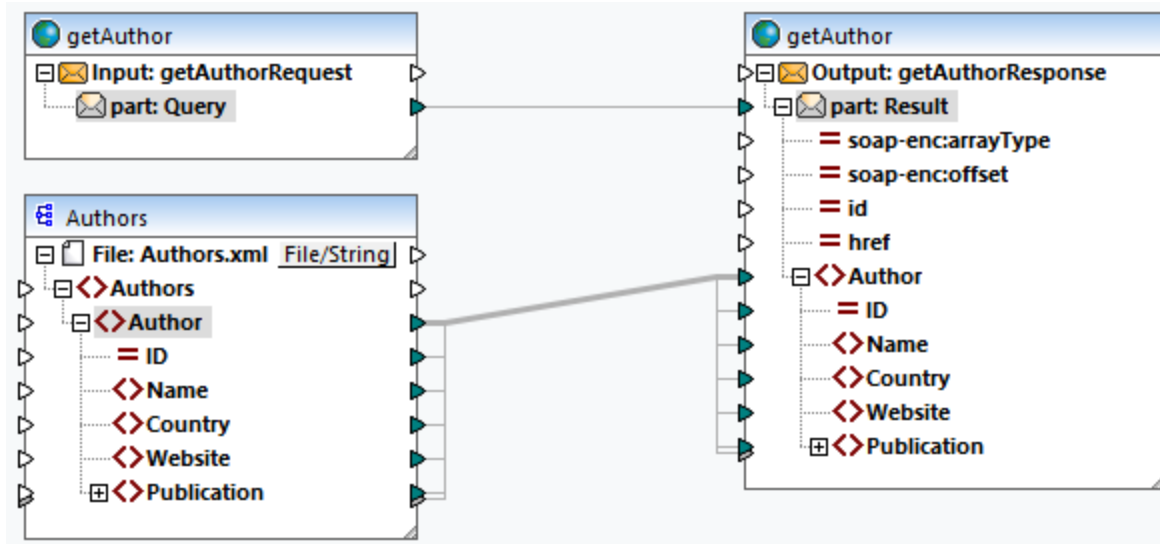 getAuthor
Input: getAuthorRequest
part: Query
Authors
File: Authors.xml File/String
Authors
Author
ID
Name
Country
Website
Publication
getAuthor
Output: getAuthorResponse
part: Result
soap-enc:arrayType
soap-enc:offset
id
href
Author
ID
Name
Country
Website
Publication